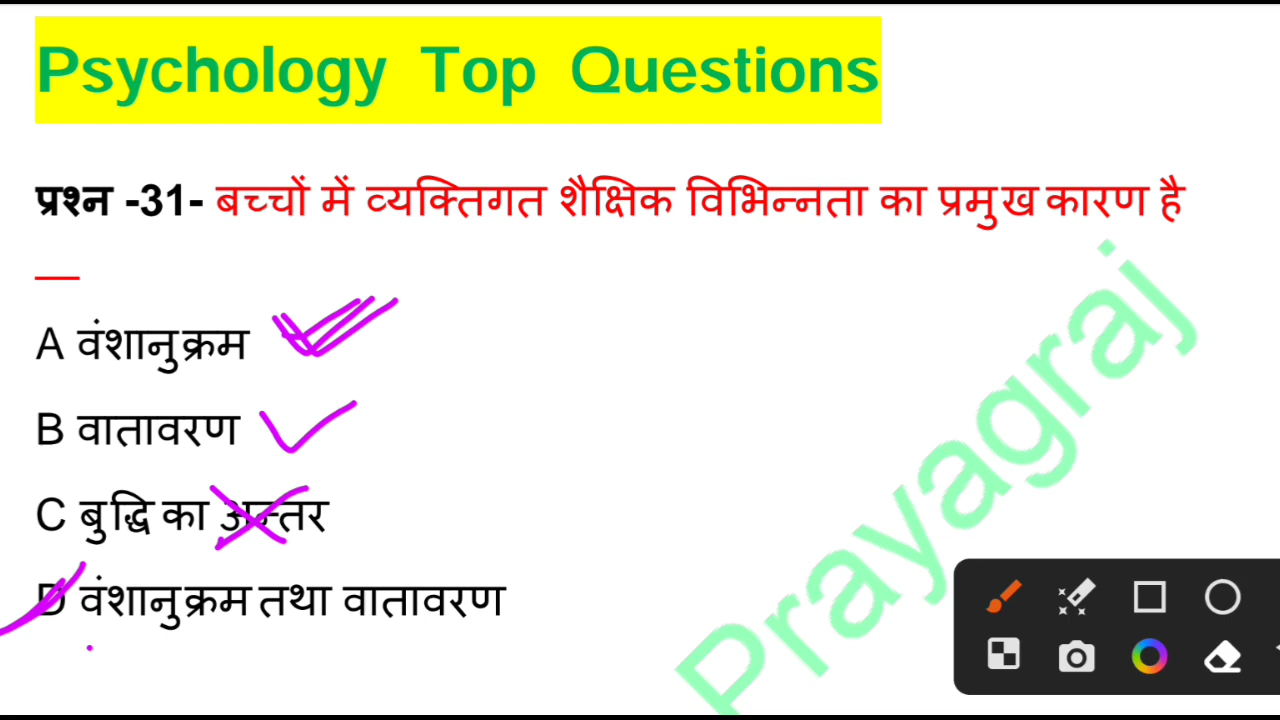 Psychology Top Questions
प्रश्न -31- बच्चों में व्यक्तिगत शैक्षिक विभिन्नता का प्रमुख कारण है
—
A वंशानुक्रम
B वातावरण
C बुद्धि का अन्तर
D वंशानुक्रम तथा वातावरण
Prayagraj